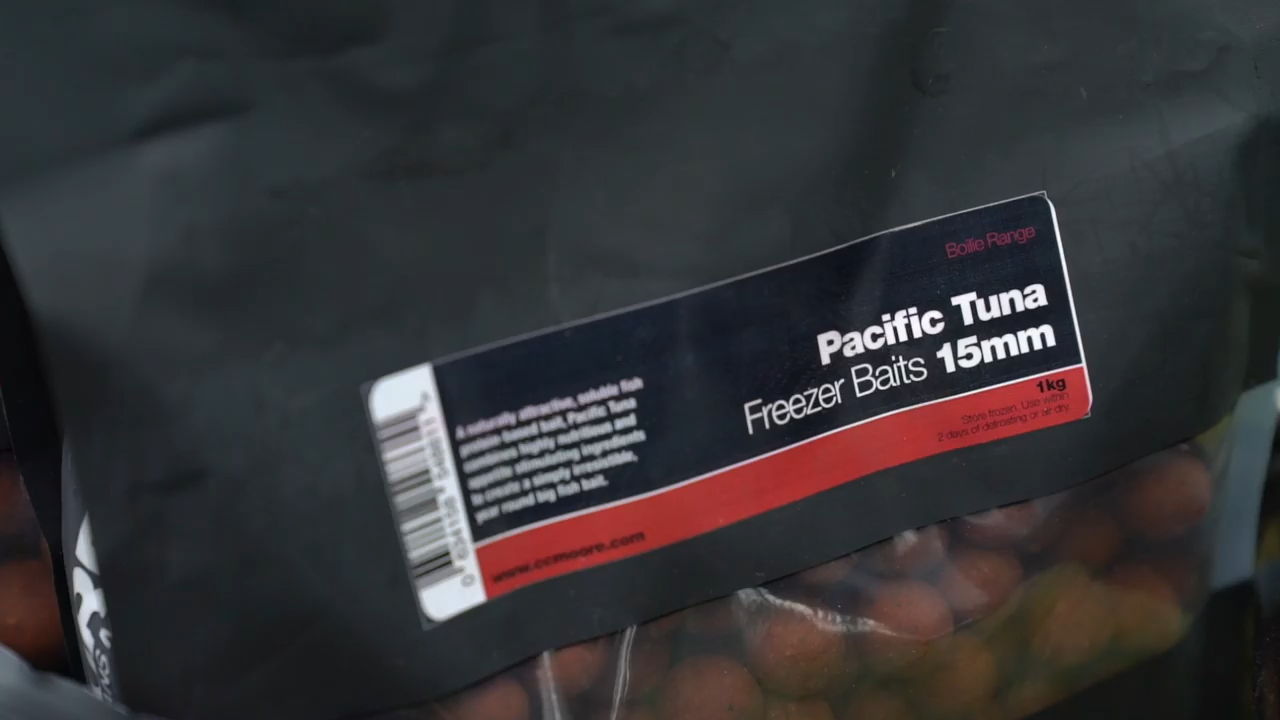 Boilie Range
Pacific Tuna
Freezer Baits 15mm
1kg
Store frozen. Use within
2 days of defrosting or air dry.
A naturally attractive, soluble fish
protein based bait, Pacific Tuna
combines highly nutritious and
appetite stimulating ingredients
to create a simply irresistible,
year round big fish bait.
www.ccmoore.com